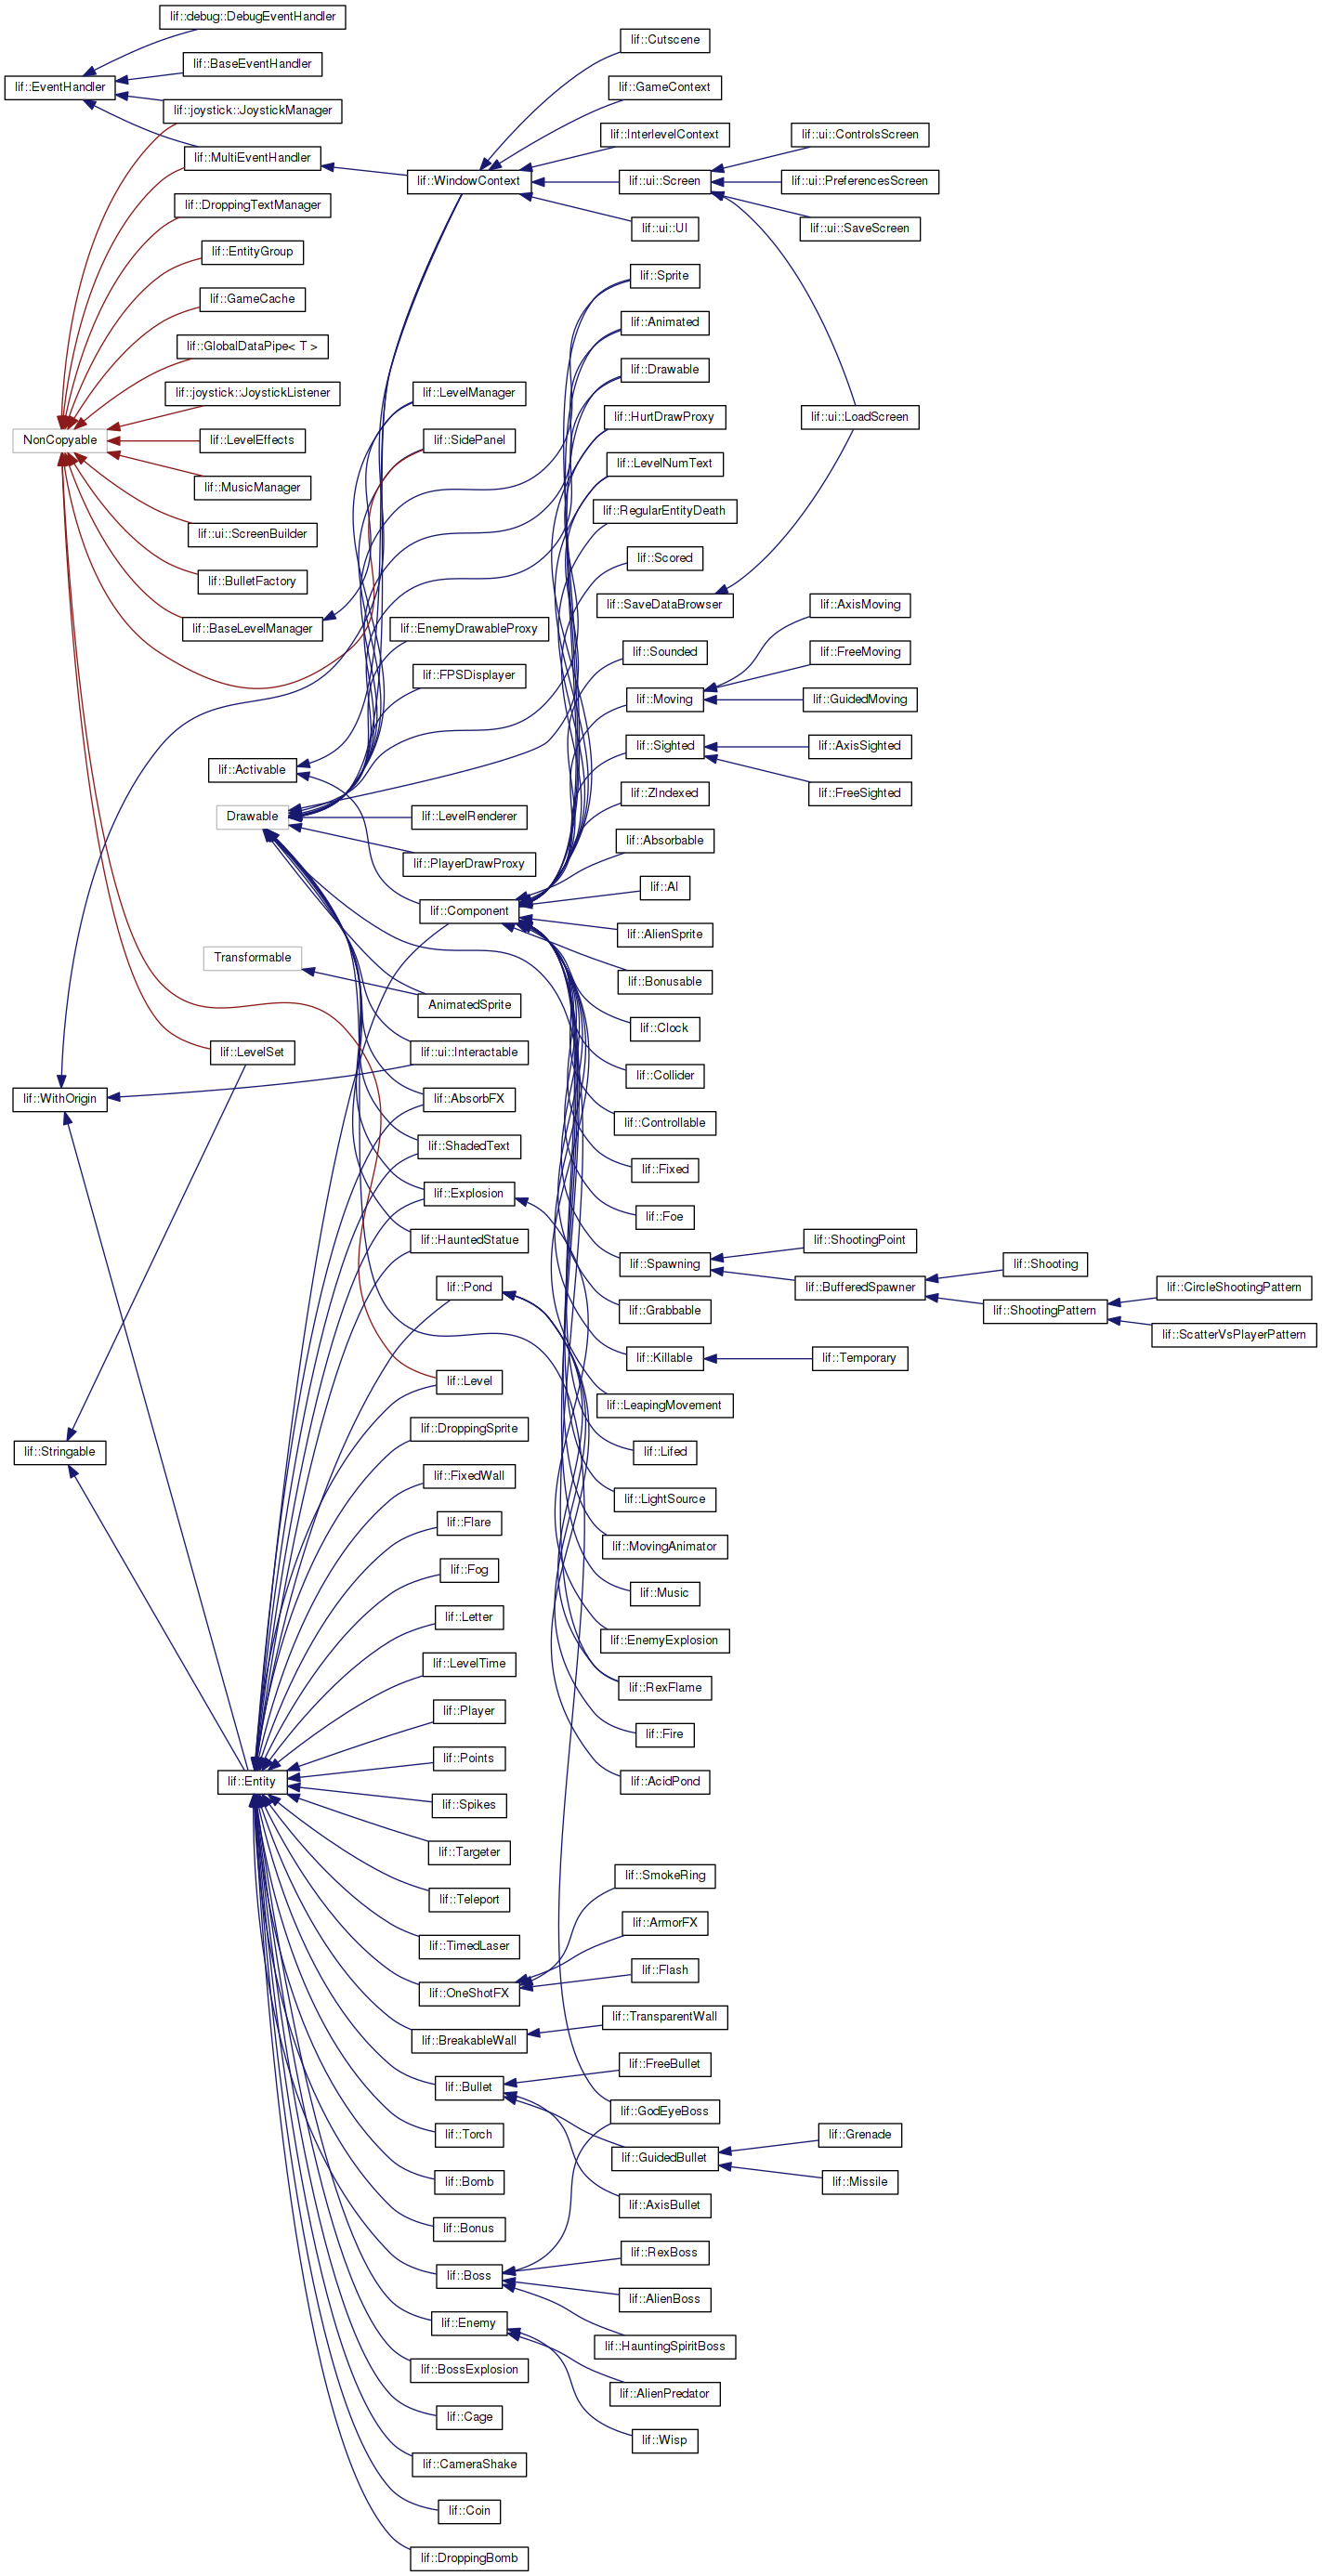 lif::debug::DebugEventHandler
lif::BaseEventHandler
lif::EventHandler
lif::joystick::JoystickManager
lif::MultiEventHandler
lif::DroppingTextManager
lif::EntityGroup
lif::GameCache
lif::GlobalDataPipe< T >
lif::joystick::JoystickListener
NonCopyable
lif::LevelEffects
lif::MusicManager
lif::ui::ScreenBuilder
lif::BulletFactory
lif::BaseLevelManager
lif::Activable
Drawable
Transformable
lif::LevelSet
lif::WithOrigin
lif::Stringable
lif::Entity
lif::WindowContext
lif::LevelManager
lif::SidePanel
lif::EnemyDrawableProxy
lif::FPSDisplayer
lif::LevelRenderer
lif::PlayerDrawProxy
lif::Component
AnimatedSprite
lif::ui::Interactable
lif::AbsorbFX
lif::ShadedText
lif::Explosion
lif::HauntedStatue
lif::Pond
lif::Level
lif::DroppingSprite
lif::FixedWall
lif::Flare
lif::Fog
lif::Letter
lif::LevelTime
lif::Player
lif::Points
lif::Spikes
lif::Targeter
lif::Teleport
lif::TimedLaser
lif::OneShotFX
lif::BreakableWall
lif::Bullet
lif::Torch
lif::Bomb
lif::Bonus
lif::Boss
lif::Enemy
lif::BossExplosion
lif::Cage
lif::CameraShake
lif::Coin
lif::DroppingBomb
lif::Cutscene
lif::GameContext
lif::InterlevelContext
lif::ui::Screen
lif::ui::UI
lif::Sprite
lif::Animated
lif::Drawable
lif::HurtDrawProxy
lif::LevelNumText
lif::RegularEntityDeath
lif::Scored
lif::SaveDataBrowser
lif::Sounded
lif::Moving
lif::Sighted
lif::ZIndexed
lif::Absorbable
lif::AI
lif::AlienSprite
lif::Bonusable
lif::Clock
lif::Collider
lif::Controllable
lif::Fixed
lif::Foe
lif::Spawning
lif::Grabbable
lif::Killable
lif::LeapingMovement
lif::Lifed
lif::LightSource
lif::MovingAnimator
lif::Music
lif::EnemyExplosion
lif::RexFlame
lif::Fire
lif::AcidPond
lif::SmokeRing
lif::ArmorFX
lif::Flash
lif::TransparentWall
lif::FreeBullet
lif::GodEyeBoss
lif::GuidedBullet
lif::AxisBullet
lif::RexBoss
lif::AlienBoss
lif::HauntingSpiritBoss
lif::AlienPredator
lif::Wisp
lif::ui::ControlsScreen
lif::ui::PreferencesScreen
lif::ui::SaveScreen
lif::ui::LoadScreen
lif::AxisMoving
lif::FreeMoving
lif::GuidedMoving
lif::AxisSighted
lif::FreeSighted
lif::ShootingPoint
lif::BufferedSpawner
lif::Temporary
lif::Grenade
lif::Missile
lif::Shooting
lif::ShootingPattern
lif::CircleShootingPattern
lif::ScatterVsPlayerPattern